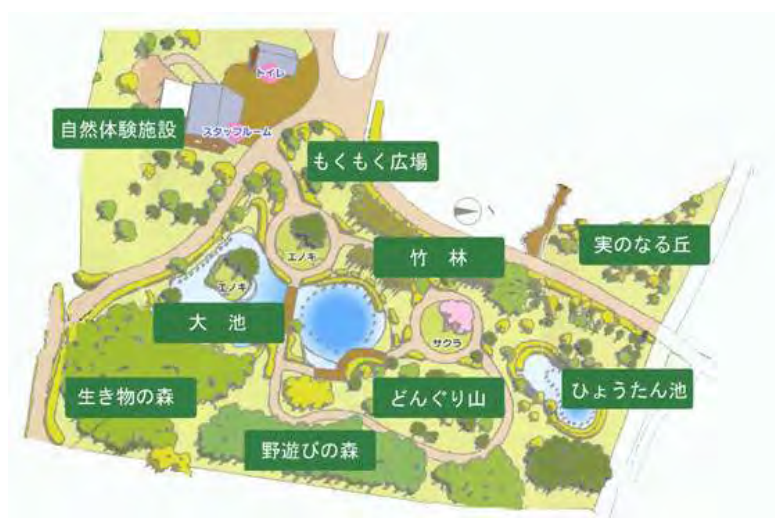 トイレ
スタッフルーム
自然体験施設
もくもく広場
実のなる丘
竹 林
エノキ
エノキ
大 池
サクラ
生き物の森
どんぐり山
ひょうたん池
野遊びの森